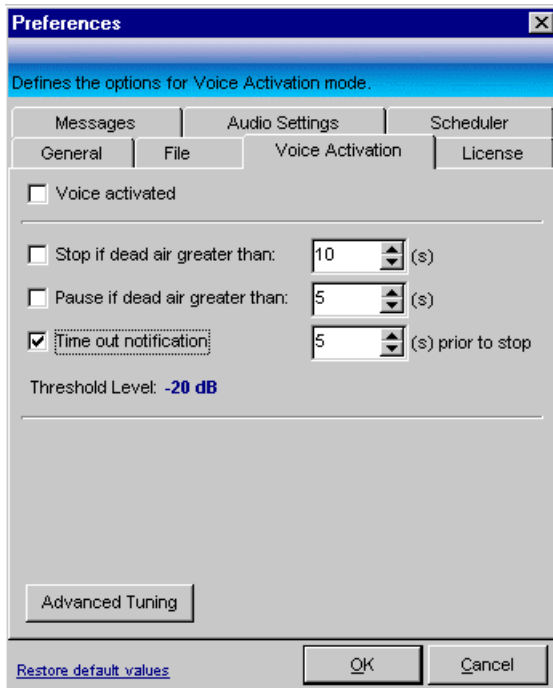 Preferences
Defines the options for Voice Activation mode.
Messages Audio Settings Scheduler
General File Voice Activation License
Voice activated
Stop if dead air greater than: 10 (s)
Pause if dead air greater than: 5 (s)
Time out notification 5 (s) prior to stop
Threshold Level: -20 dB
Advanced Tuning
Restore default values OK Cancel